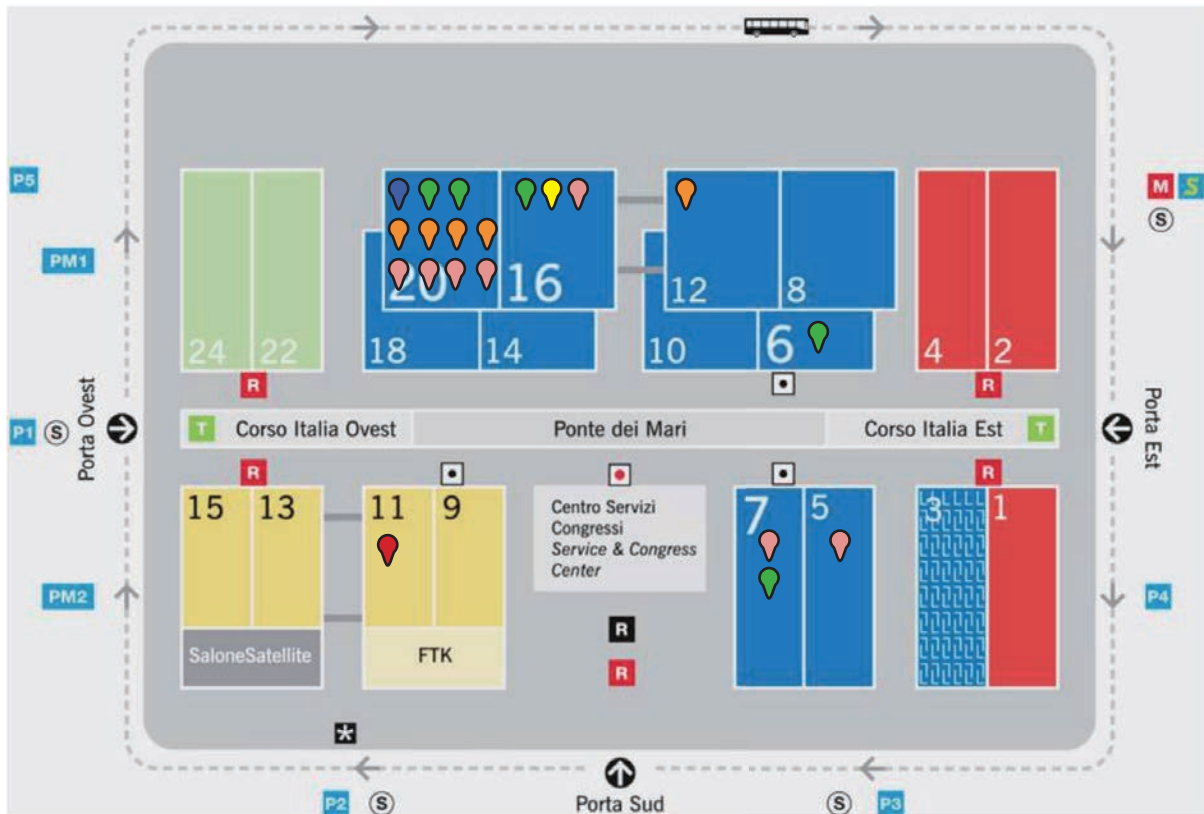 P5
M S
S
PM1
20
16
12
8
24
22
18
14
10
6
4
2
R
R
P1 S
Porta Ovest
T Corso Italia Ovest
Ponte dei Mari
Corso Italia Est T
Porta Est
R
R
15
13
11
9
Centro Servizi
Congressi
Service & Congress
Center
7
5
3
1
PM2
P4
SaloneSatellite
FTK
R
R
*
P2 S
Porta Sud
S P3